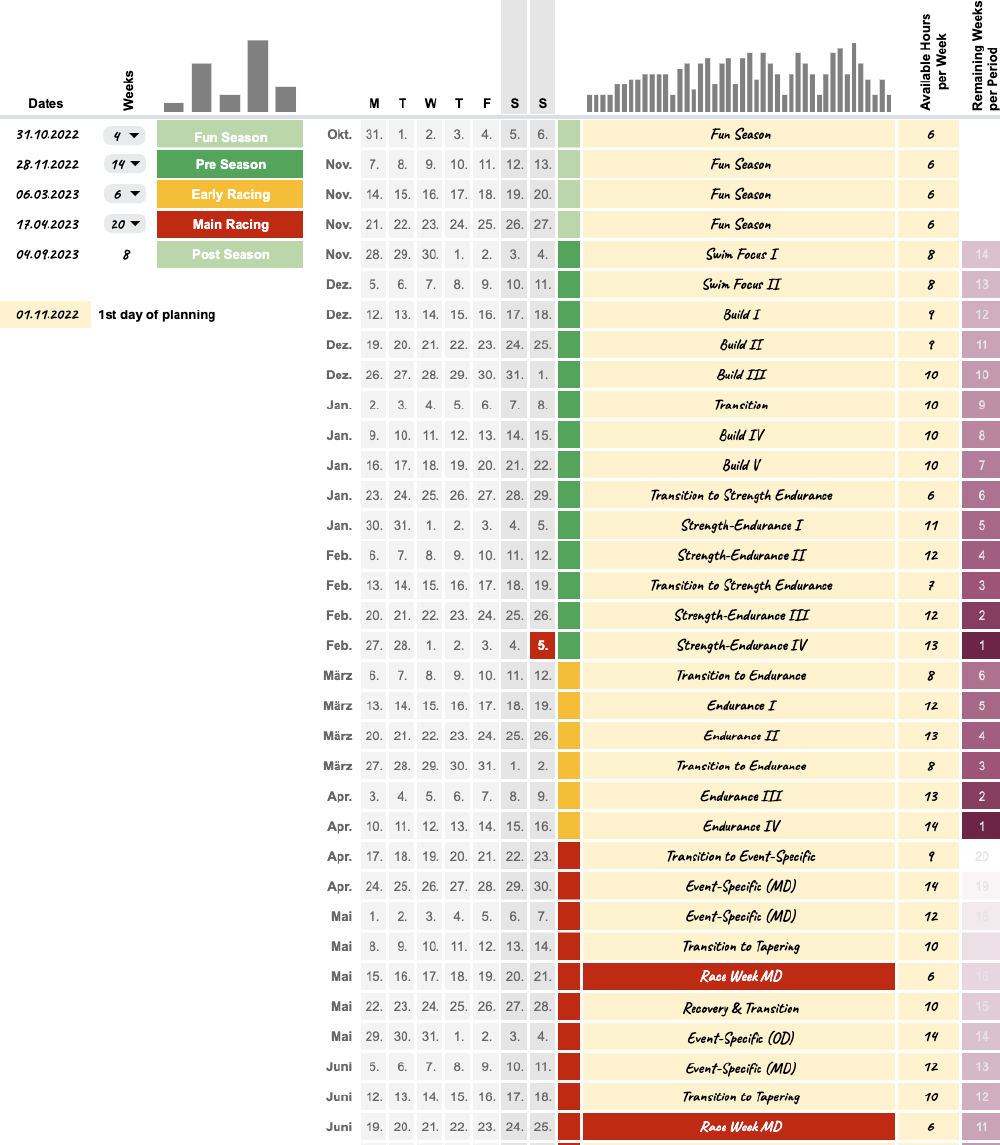 Dates Weeks M T W T F S S Available Hours per Week Remaining Weeks per Period
31.10.2022 4 Fun Season Okt. 31. 1. 2. 3. 4. 5. 6. Fun Season 6
28.11.2022 14 Pre Season Nov. 7. 8. 9. 10. 11. 12. 13. Fun Season 6
06.03.2023 6 Early Racing Nov. 14. 15. 16. 17. 18. 19. 20. Fun Season 6
17.04.2023 20 Main Racing Nov. 21. 22. 23. 24. 25. 26. 27. Fun Season 6
04.09.2023 8 Post Season Nov. 28. 29. 30. 1. 2. 3. 4. Swim Focus I 8 14
Dez. 5. 6. 7. 8. 9. 10. 11. Swim Focus II 8 13
01.11.2022 1st day of planning Dez. 12. 13. 14. 15. 16. 17. 18. Build I 9 12
Dez. 19. 20. 21. 22. 23. 24. 25. Build II 9 11
Dez. 26. 27. 28. 29. 30. 31. 1. Build III 10 10
Jan. 2. 3. 4. 5. 6. 7. 8. Transition 10 9
Jan. 9. 10. 11. 12. 13. 14. 15. Build IV 10 8
Jan. 16. 17. 18. 19. 20. 21. 22. Build V 10 7
Jan. 23. 24. 25. 26. 27. 28. 29. Transition to Strength Endurance 6 6
Jan. 30. 31. 1. 2. 3. 4. 5. Strength-Endurance I 11 5
Feb. 6. 7. 8. 9. 10. 11. 12. Strength-Endurance II 12 4
Feb. 13. 14. 15. 16. 17. 18. 19. Transition to Strength Endurance 7 3
Feb. 20. 21. 22. 23. 24. 25. 26. Strength-Endurance III 12 2
Feb. 27. 28. 1. 2. 3. 4. 5. Strength-Endurance IV 13 1
März 6. 7. 8. 9. 10. 11. 12. Transition to Endurance 8 6
März 13. 14. 15. 16. 17. 18. 19. Endurance I 12 5
März 20. 21. 22. 23. 24. 25. 26. Endurance II 13 4
März 27. 28. 29. 30. 31. 1. 2. Transition to Endurance 8 3
Apr. 3. 4. 5. 6. 7. 8. 9. Endurance III 13 2
Apr. 10. 11. 12. 13. 14. 15. 16. Endurance IV 14 1
Apr. 17. 18. 19. 20. 21. 22. 23. Transition to Event-Specific 9 20
Apr. 24. 25. 26. 27. 28. 29. 30. Event-Specific (MD) 14 19
Mai 1. 2. 3. 4. 5. 6. 7. Event-Specific (MD) 12 18
Mai 8. 9. 10. 11. 12. 13. 14. Transition to Tapering 10
Mai 15. 16. 17. 18. 19. 20. 21. Race Week MD 6 16
Mai 22. 23. 24. 25. 26. 27. 28. Recovery & Transition 10 15
Mai 29. 30. 31. 1. 2. 3. 4. Event-Specific (OD) 14 14
Juni 5. 6. 7. 8. 9. 10. 11. Event-Specific (MD) 12 13
Juni 12. 13. 14. 15. 16. 17. 18. Transition to Tapering 10 12
Juni 19. 20. 21. 22. 23. 24. 25. Race Week MD 6 11